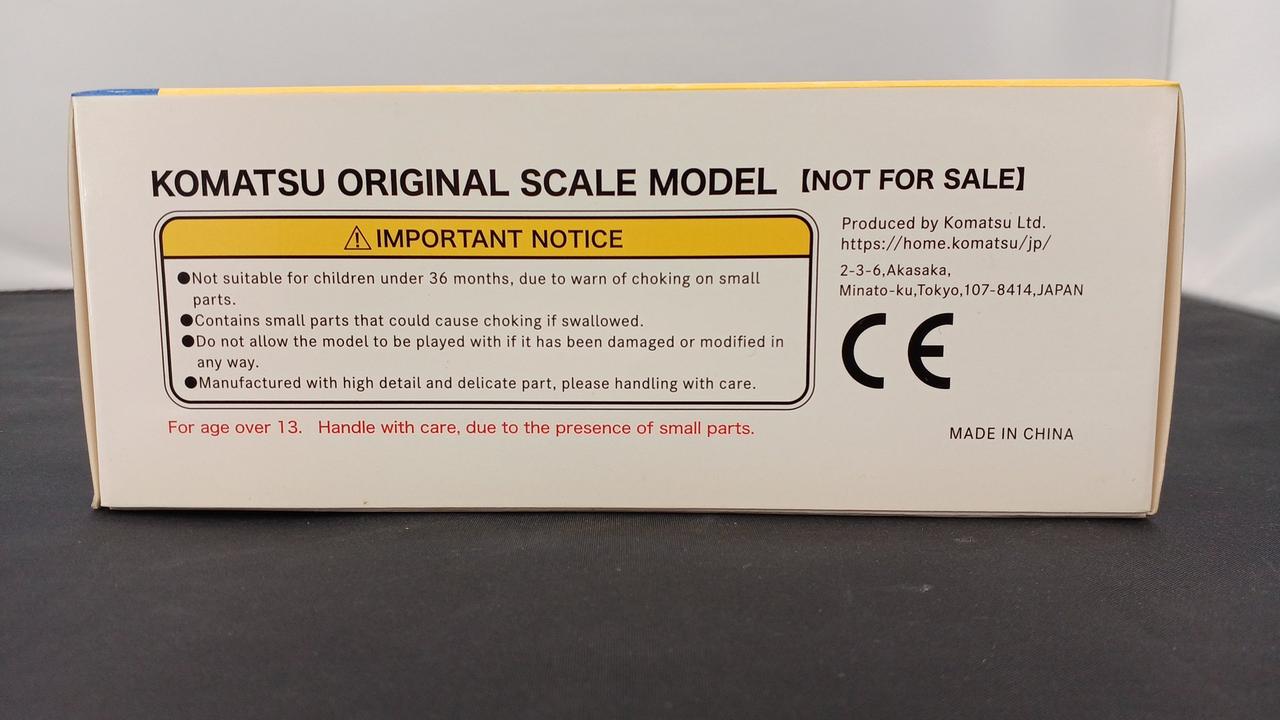 KOMATSU ORIGINAL SCALE MODEL 【NOT FOR SALE】
⚠IMPORTANT NOTICE
●Not suitable for children under 36 months, due to warn of choking on small
parts.
●Contains small parts that could cause choking if swallowed.
●Do not allow the model to be played with if it has been damaged or modified in
any way.
●Manufactured with high detail and delicate part, please handling with care.
For age over 13. Handle with care, due to the presence of small parts.
Produced by Komatsu Ltd.
https://home.komatsu/jp/
2-3-6,Akasaka,
Minato-ku,Tokyo,107-8414,JAPAN
CE
MADE IN CHINA